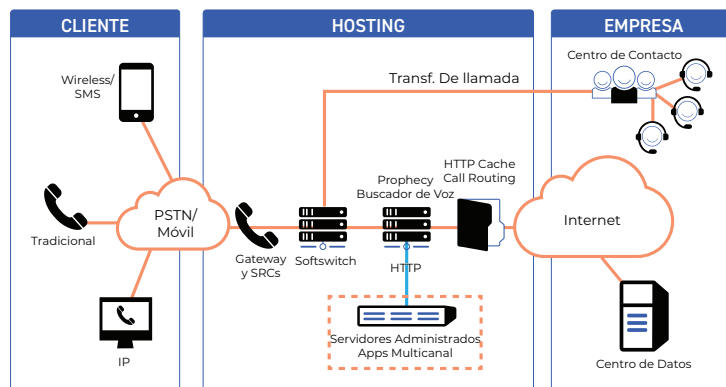 CLIENTE
HOSTING
EMPRESA
Wireless/
SMS
Tradicional
PSTN/
Móvil
IP
Transf. De llamada
Gateway
y SRCs
Softswitch
Prophecy
Buscador de Voz
HTTP
HTTP Cache
Call Routing
Servidores Administrados
Apps Multicanal
Centro de Contacto
Internet
Centro de Datos